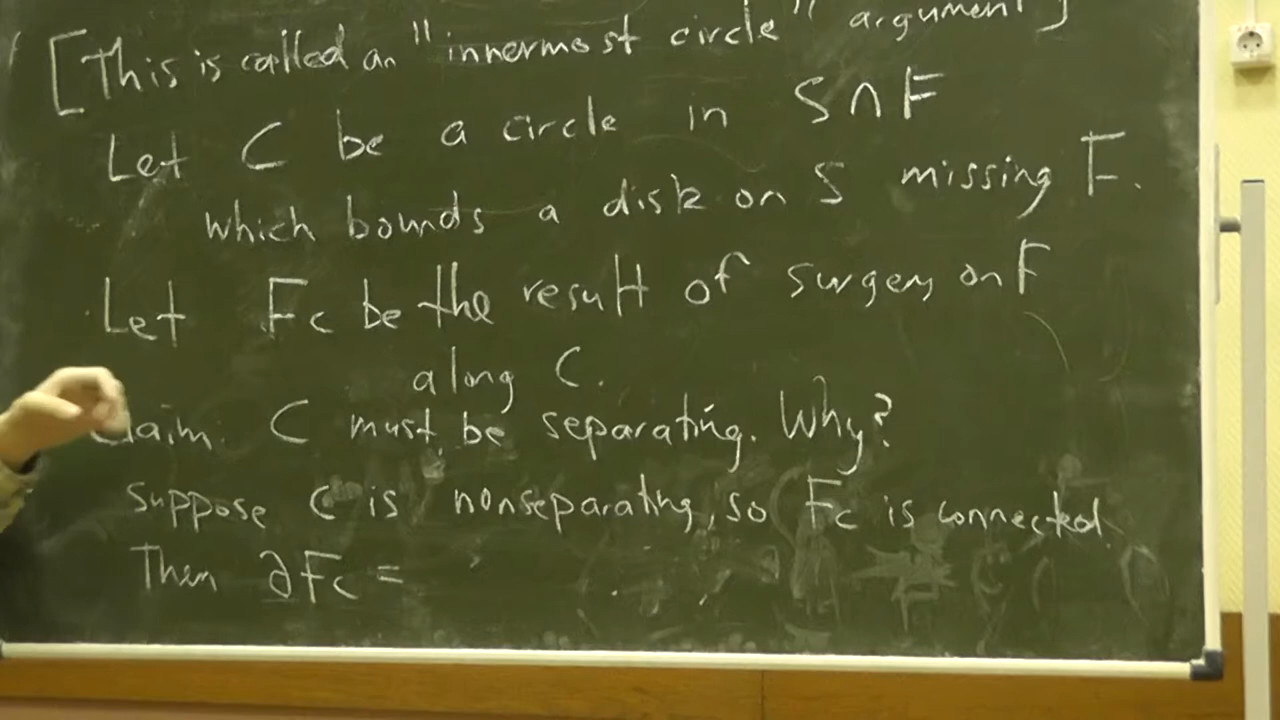 [This is called an "innermost circle" argument]
Let C be a circle in S∩F
which bounds a disk on S missing F.
Let Fc be the result of surgery on F
along C.
Claim. C must be separating. Why?
Suppose C is nonseparating, so Fc is connected.
Then ∂Fc =